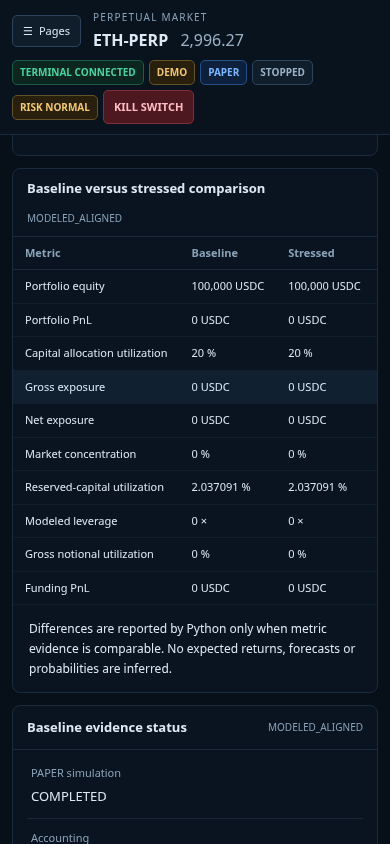 ☰ Pages
PERPETUAL MARKET
ETH-PERP 2,996.27
TERMINAL CONNECTED DEMO PAPER STOPPED
RISK NORMAL KILL SWITCH
Baseline versus stressed comparison
MODELED_ALIGNED
Metric Baseline Stressed
Portfolio equity 100,000 USDC 100,000 USDC
Portfolio PnL 0 USDC 0 USDC
Capital allocation utilization 20 % 20 %
Gross exposure 0 USDC 0 USDC
Net exposure 0 USDC 0 USDC
Market concentration 0 % 0 %
Reserved-capital utilization 2.037091 % 2.037091 %
Modeled leverage 0 × 0 ×
Gross notional utilization 0 % 0 %
Funding PnL 0 USDC 0 USDC
Differences are reported by Python only when metric
evidence is comparable. No expected returns, forecasts or
probabilities are inferred.
Baseline evidence status MODELED_ALIGNED
PAPER simulation
COMPLETED
Accounting